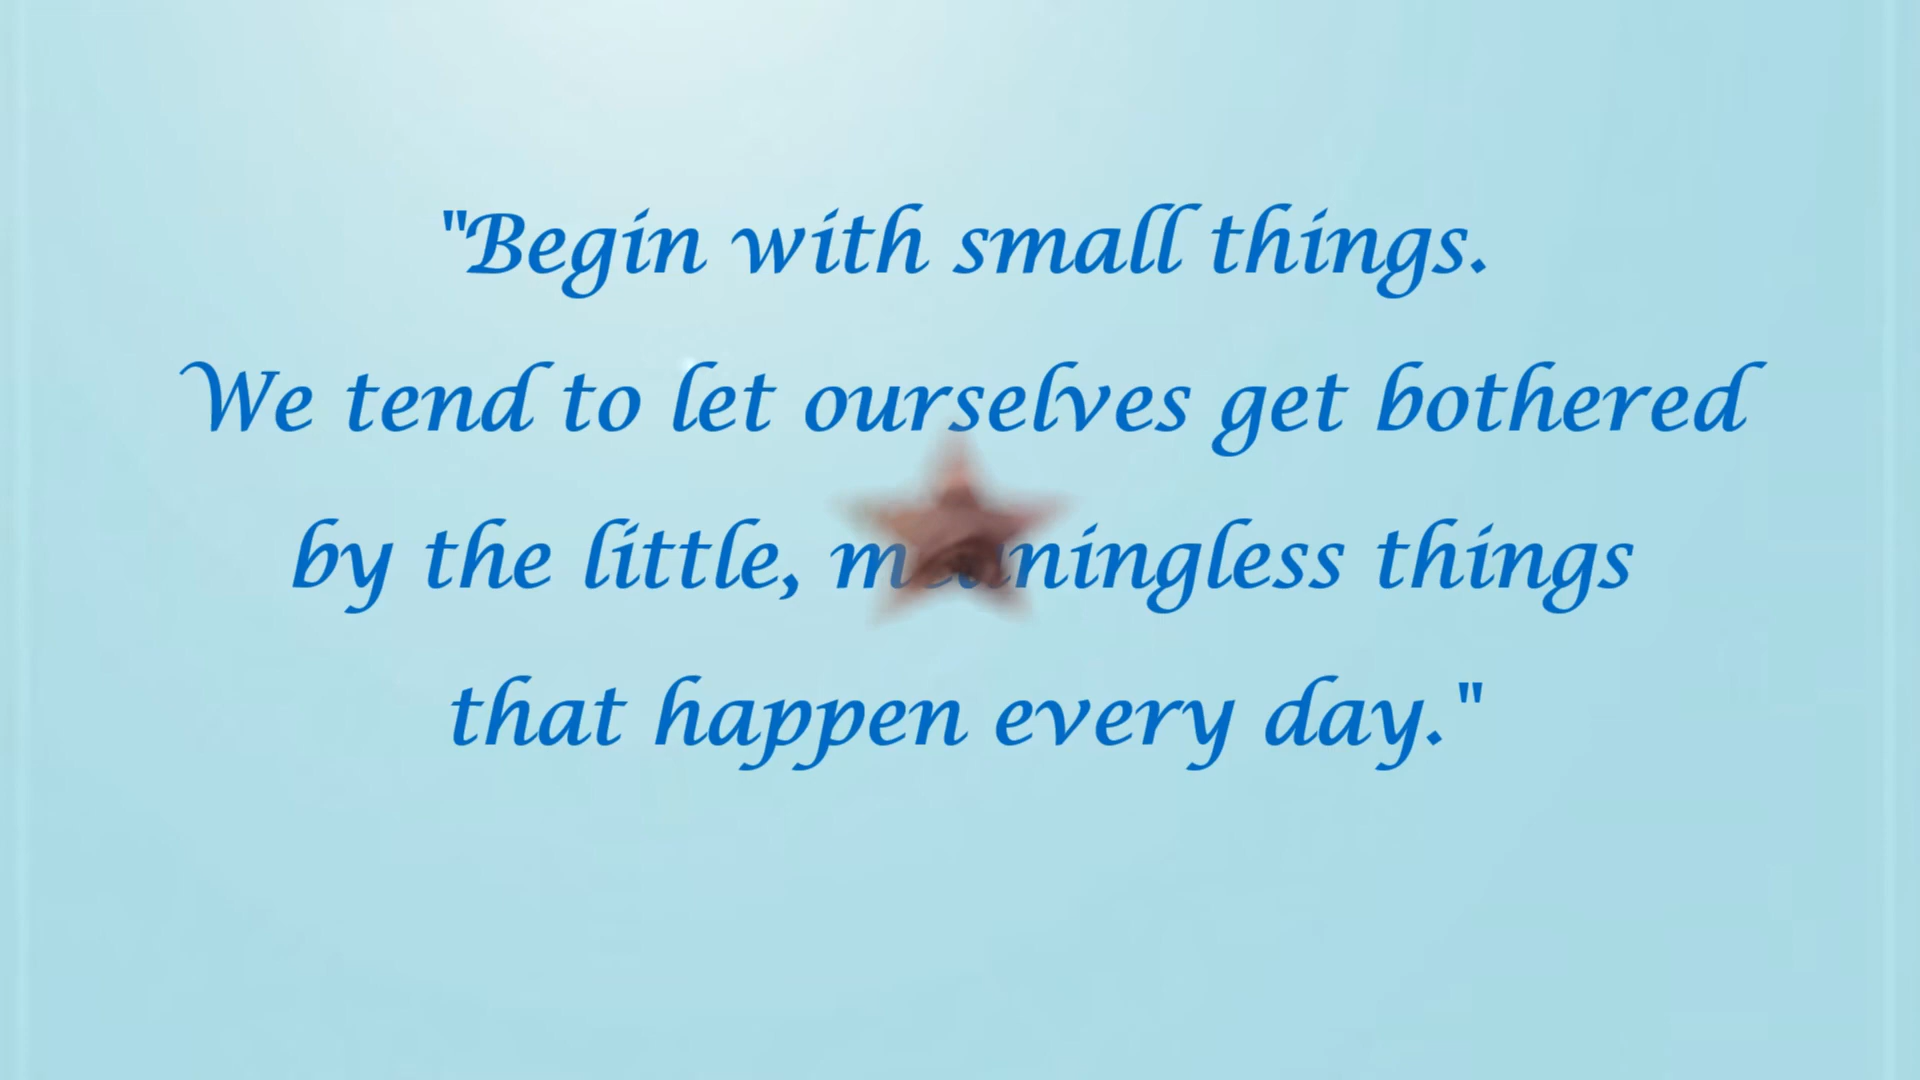 "Begin with small things.
We tend to let ourselves get bothered
by the little, meaningless things
that happen every day."